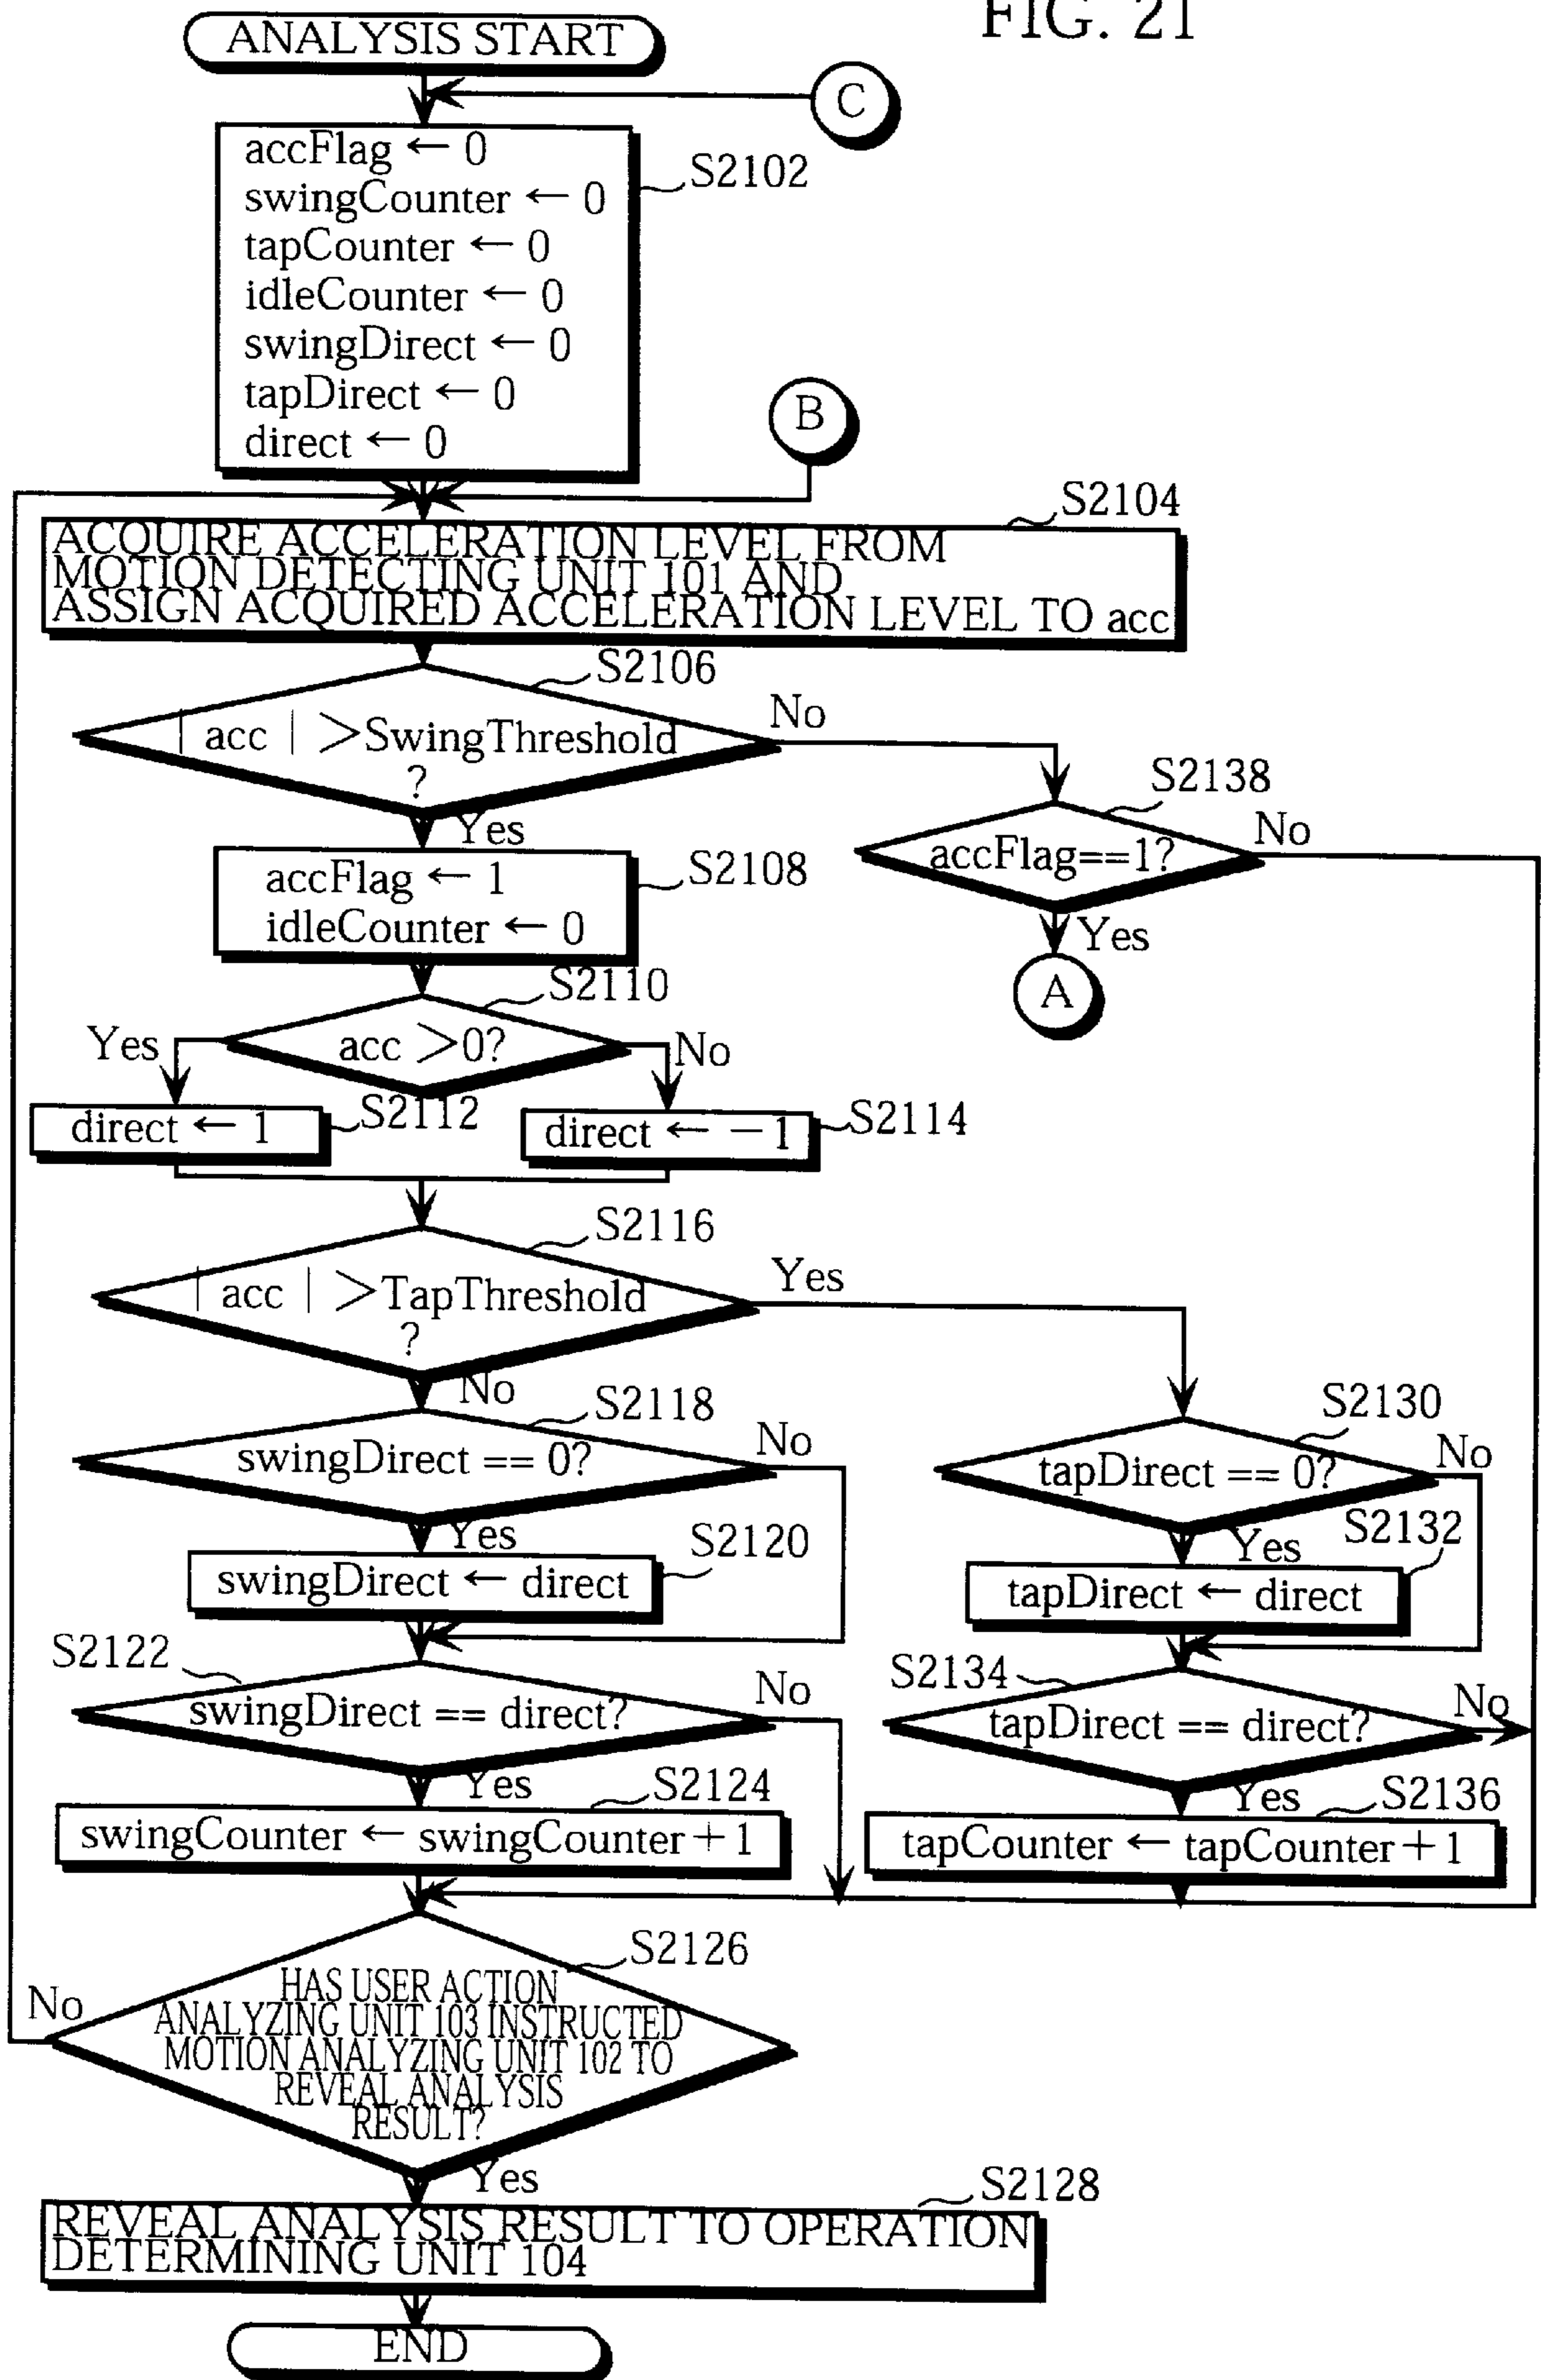 FIG. 21
ANALYSIS START
C
accFlag ← 0
swingCounter ← 0
tapCounter ← 0
idleCounter ← 0
swingDirect ← 0
tapDirect ← 0
direct ← 0
S2102
B
S2104
ACQUIRE ACCELERATION LEVEL FROM
MOTION DETECTING UNIT 101 AND
ASSIGN ACQUIRED ACCELERATION LEVEL TO acc
S2106
| acc | >SwingThreshold
?
No
Yes
S2138
accFlag==1?
No
Yes
A
accFlag ← 1
idleCounter ← 0
S2108
S2110
acc >0?
Yes
No
direct ← 1
S2112
direct ← −1
S2114
S2116
| acc | >TapThreshold
?
Yes
No
S2118
swingDirect == 0?
No
Yes
S2120
swingDirect ← direct
S2130
tapDirect == 0?
No
Yes
S2132
tapDirect ← direct
S2122
swingDirect == direct?
No
Yes
S2124
swingCounter ← swingCounter+1
S2134
tapDirect == direct?
No
Yes
S2136
tapCounter ← tapCounter+1
S2126
HAS USER ACTION
ANALYZING UNIT 103 INSTRUCTED
MOTION ANALYZING UNIT 102 TO
REVEAL ANALYSIS
RESULT?
No
Yes
S2128
REVEAL ANALYSIS RESULT TO OPERATION
DETERMINING UNIT 104
END